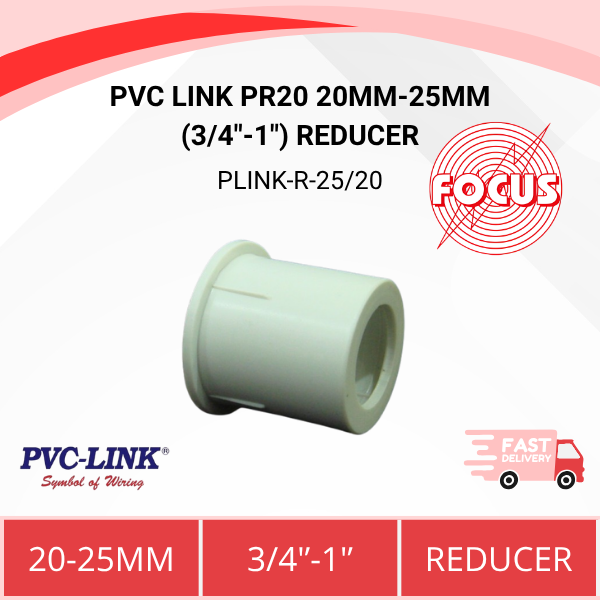 PVC LINK PR20 20MM-25MM
(3/4"-1") REDUCER
PLINK-R-25/20
FOCUS
PVC-LINK®
Symbol of Wiring
FAST
DELIVERY
20-25MM
3/4"-1"
REDUCER